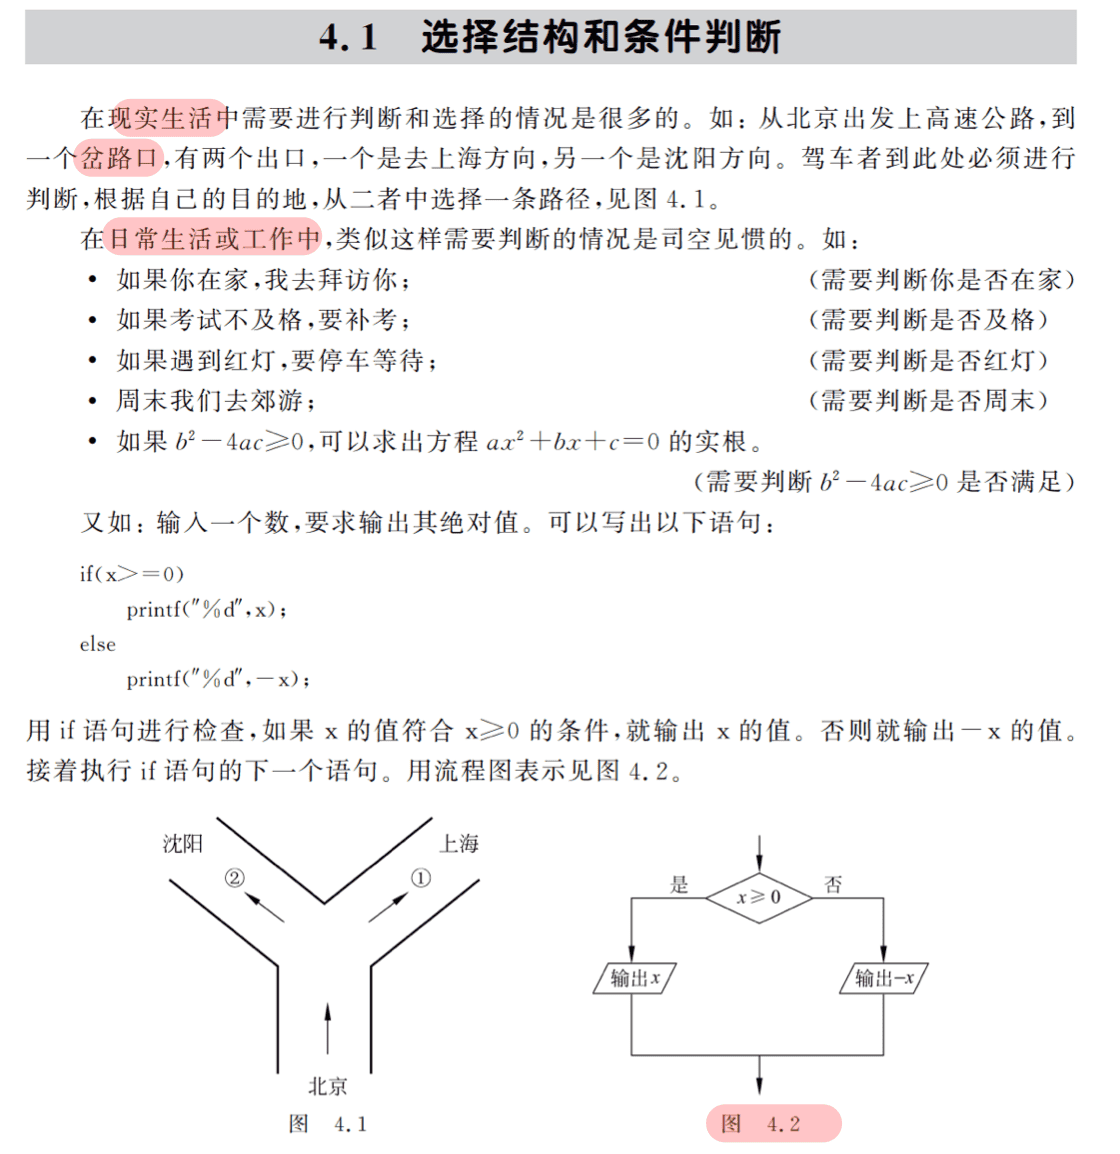 4.1 选择结构和条件判断
在现实生活中需要进行判断和选择的情况是很多的。如：从北京出发上高速公路,到
一个岔路口,有两个出口,一个是去上海方向,另一个是沈阳方向。驾车者到此处必须进行
判断,根据自己的目的地,从二者中选择一条路径,见图 4.1。
在日常生活或工作中,类似这样需要判断的情况是司空见惯的。如：
• 如果你在家,我去拜访你； （需要判断你是否在家）
• 如果考试不及格,要补考； （需要判断是否及格）
• 如果遇到红灯,要停车等待； （需要判断是否红灯）
• 周末我们去郊游； （需要判断是否周末）
• 如果 b²－4ac≥0,可以求出方程 ax²＋bx＋c＝0 的实根。
（需要判断 b²－4ac≥0 是否满足）
又如：输入一个数,要求输出其绝对值。可以写出以下语句：
if(x>=0)
printf("%d",x);
else
printf("%d",-x);
用 if 语句进行检查,如果 x 的值符合 x≥0 的条件,就输出 x 的值。否则就输出－x 的值。
接着执行 if 语句的下一个语句。用流程图表示见图 4.2。
沈阳 上海
② ①
北京
图 4.1
是 x≥0 否
输出x 输出-x
图 4.2